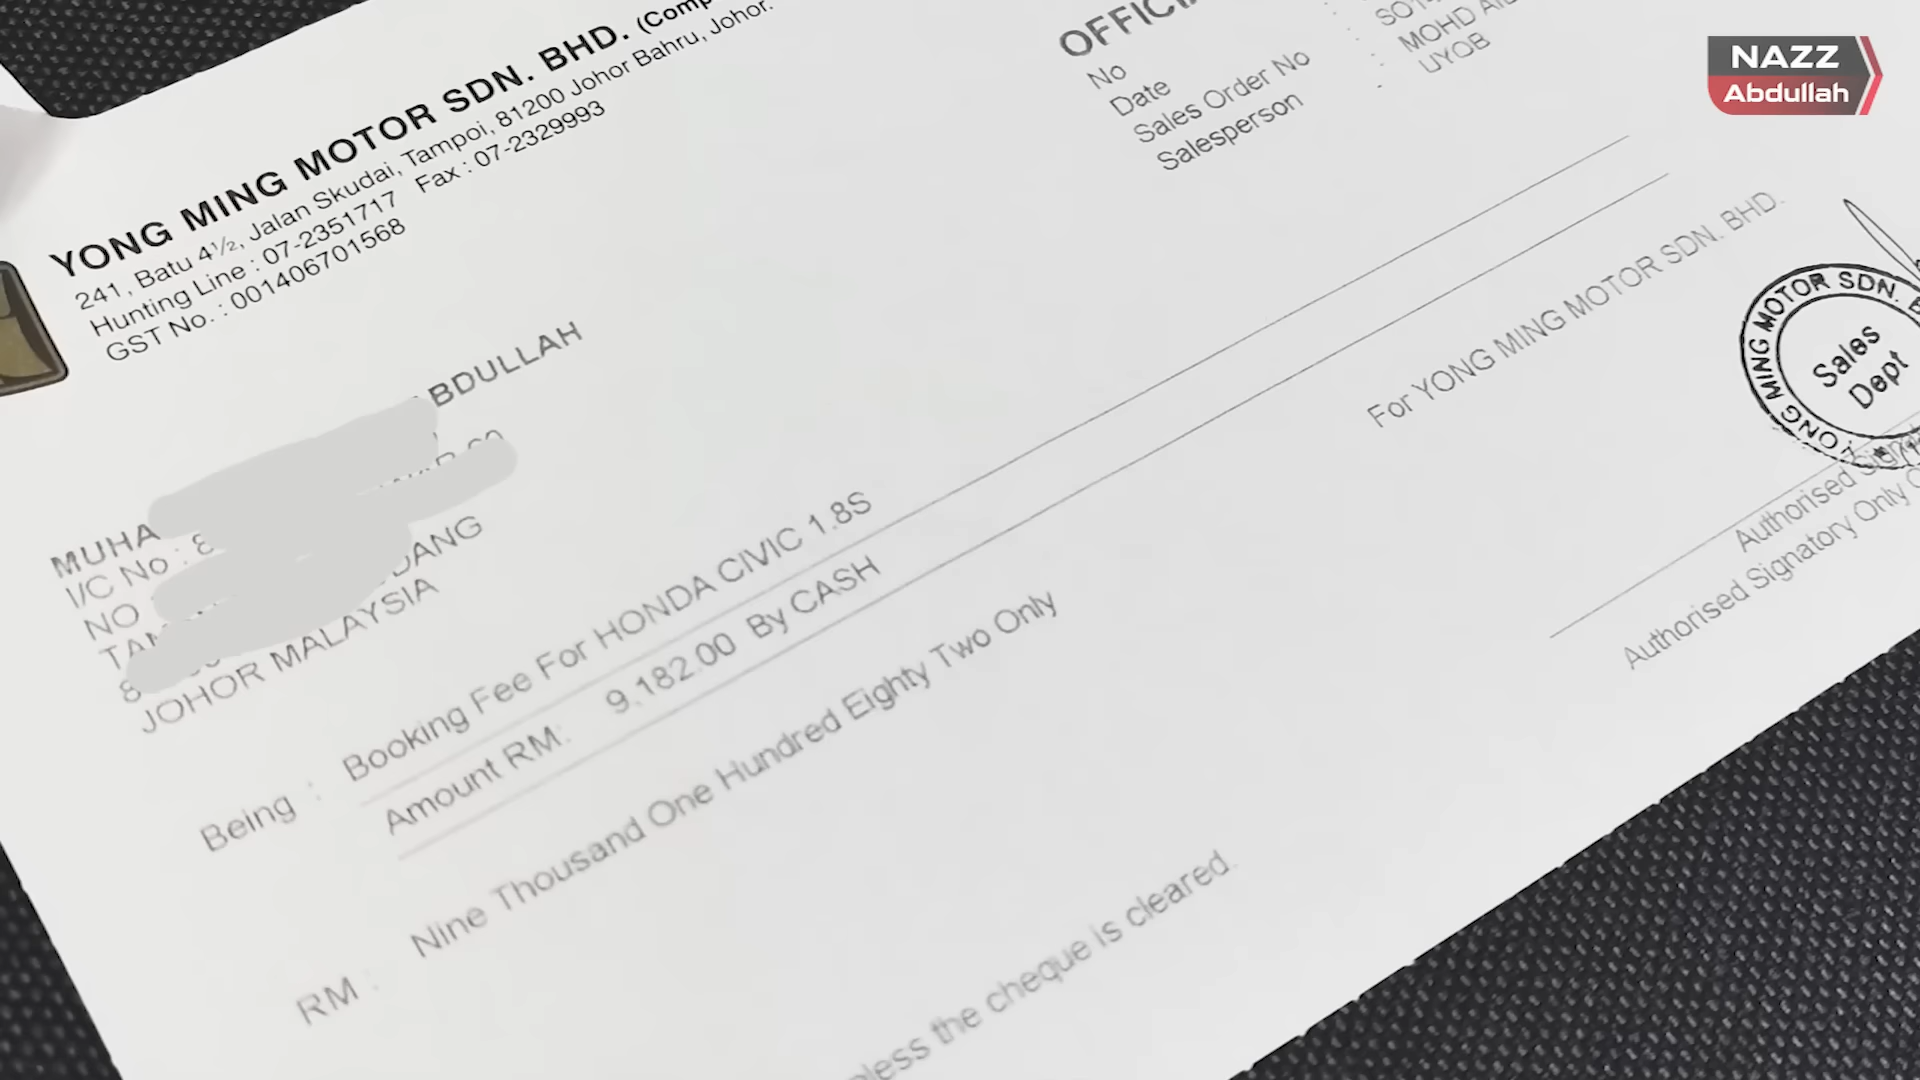 NAZZ
Abdullah
YONG MING MOTOR SDN. BHD. (Comp
241, Batu 4½, Jalan Skudai, Tampoi, 81200 Johor Bahru, Johor.
Hunting Line : 07-2351717 Fax : 07-2329993
GST No. : 001406701568
OFFICIA
No
Date
Sales Order No :
Salesperson :
MOHD
UYOB
MUHA BDULLAH
I/C No : 8
NO
DANG
JOHOR MALAYSIA
Being : Booking Fee For HONDA CIVIC 1.8S
Amount RM: 9,182.00 By CASH
RM : Nine Thousand One Hundred Eighty Two Only
For YONG MING MOTOR SDN. BHD.
YONG MING MOTOR SDN. B
Sales
Dept
Authorised
Authorised Signatory Only
less the cheque is cleared.